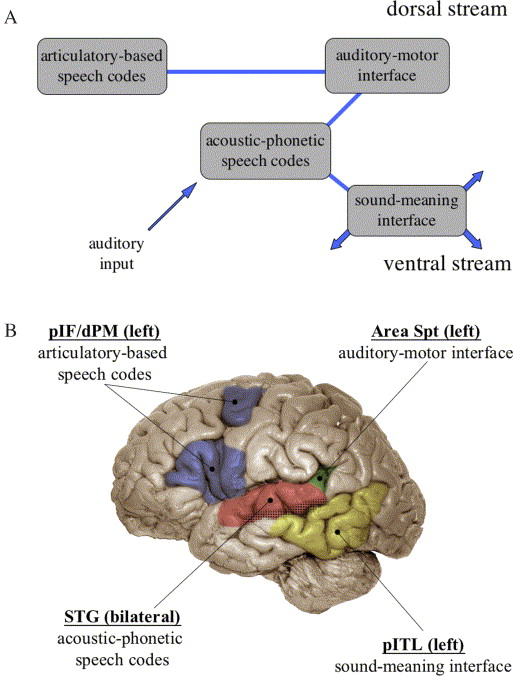 A
dorsal stream
articulatory-based
speech codes
auditory-motor
interface
acoustic-phonetic
speech codes
sound-meaning
interface
auditory
input
ventral stream
B
pIF/dPM (left)
articulatory-based
speech codes
Area Spt (left)
auditory-motor interface
STG (bilateral)
acoustic-phonetic
speech codes
pITL (left)
sound-meaning interface